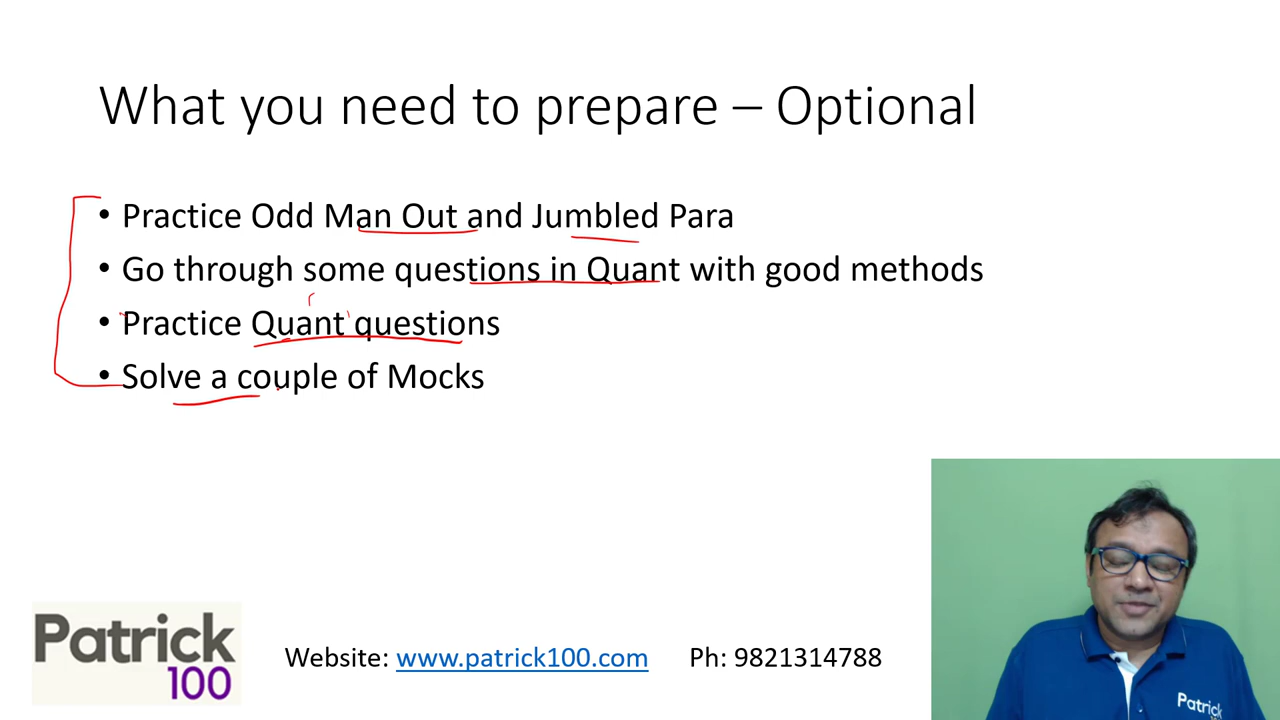 What you need to prepare – Optional
• Practice Odd Man Out and Jumbled Para
• Go through some questions in Quant with good methods
• Practice Quant questions
• Solve a couple of Mocks
Patrick
100
Website: www.patrick100.com Ph: 9821314788
Patrick